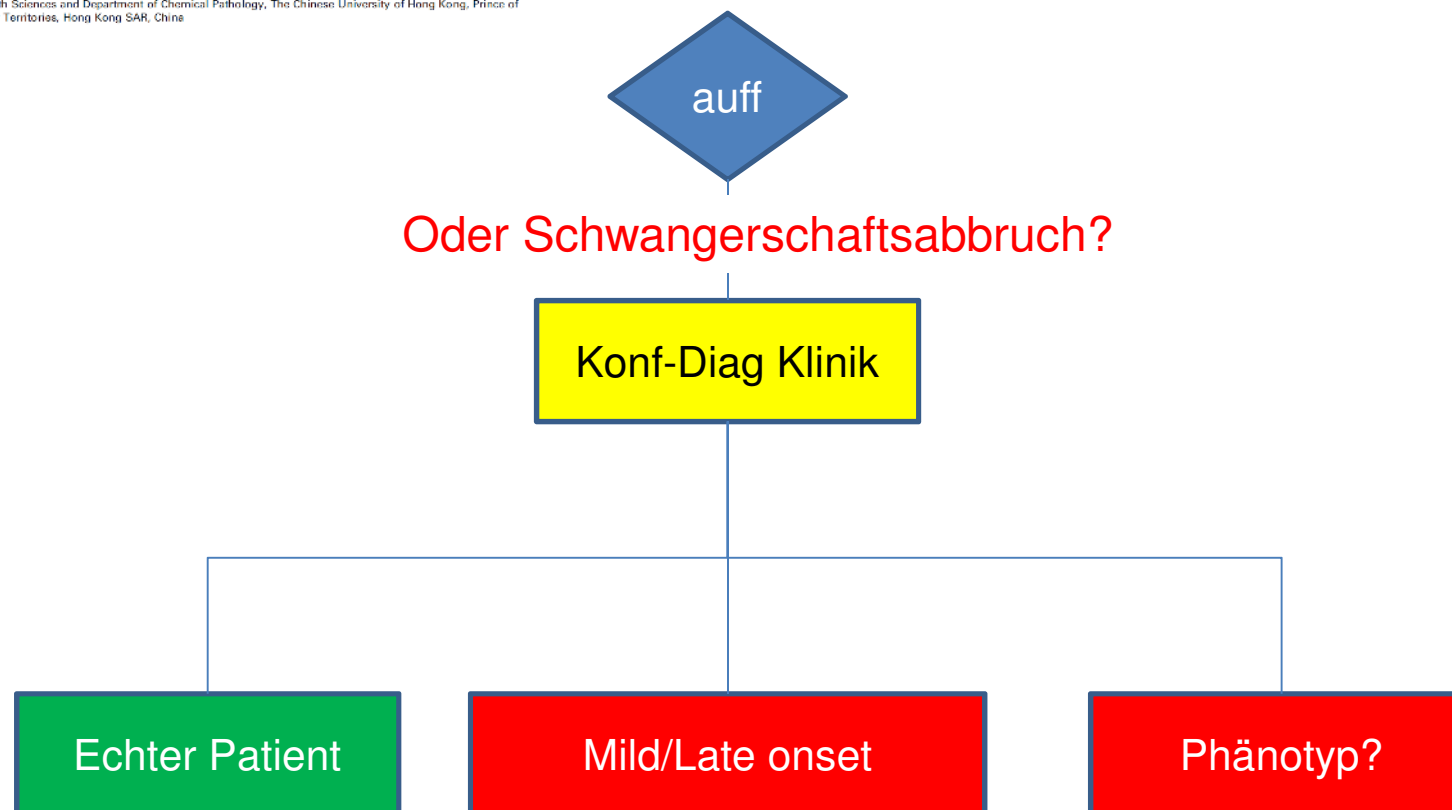 th Sciences and Department of Chemical Pathology, The Chinese University of Hong Kong, Prince of
Territories, Hong Kong SAR, China
auff
Oder Schwangerschaftsabbruch?
Konf-Diag Klinik
Echter Patient
Mild/Late onset
Phänotyp?